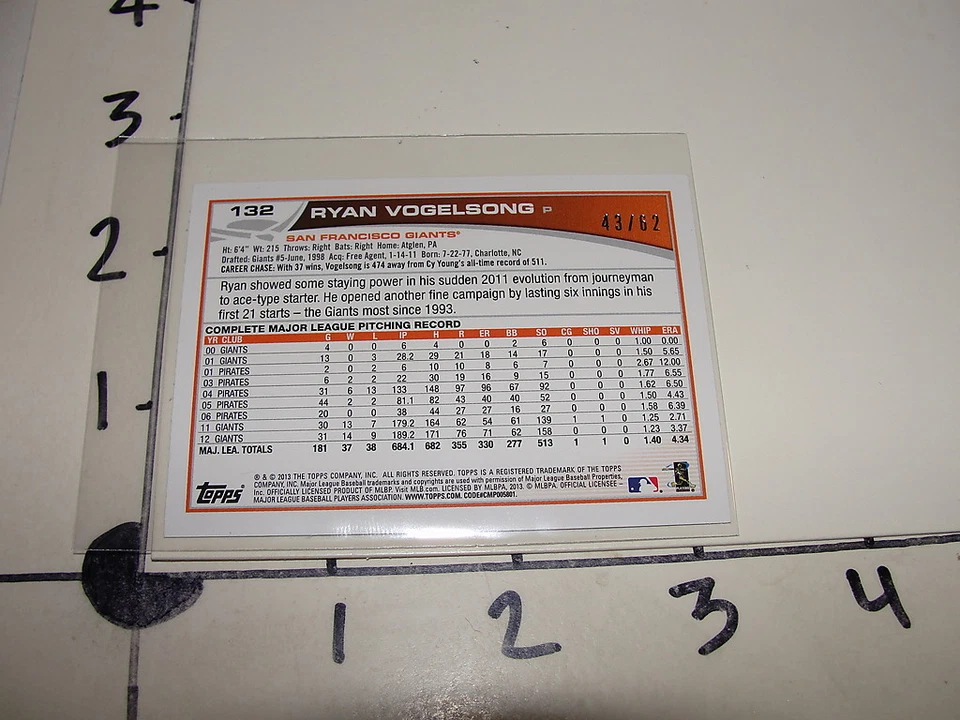 4
3
2
1
132 RYAN VOGELSONG P 43/62
SAN FRANCISCO GIANTS®
Ht: 6'4" Wt: 215 Throws: Right Bats: Right Home: Atglen, PA
Drafted: Giants #5-June, 1998 Acq: Free Agent, 1-14-11 Born: 7-22-77, Charlotte, NC
CAREER CHASE: With 37 wins, Vogelsong is 474 away from Cy Young's all-time record of 511.
Ryan showed some staying power in his sudden 2011 evolution from journeyman
to ace-type starter. He opened another fine campaign by lasting six innings in his
first 21 starts – the Giants most since 1993.
COMPLETE MAJOR LEAGUE PITCHING RECORD
YR CLUB G W L IP H R ER BB SO CG SHO SV WHIP ERA
00 GIANTS 4 0 0 6 4 0 0 2 6 0 0 0 1.00 0.00
01 GIANTS 13 0 3 28.2 29 21 18 14 17 0 0 0 1.50 5.65
01 PIRATES 2 0 2 6 10 10 8 6 7 0 0 0 2.67 12.00
03 PIRATES 6 2 2 22 30 19 16 9 15 0 0 0 1.77 6.55
04 PIRATES 31 6 13 133 148 97 96 67 92 0 0 0 1.62 6.50
05 PIRATES 44 2 2 81.1 82 43 40 40 52 0 0 0 1.50 4.43
06 PIRATES 20 0 0 38 44 27 27 16 27 0 0 0 1.58 6.39
11 GIANTS 30 13 7 179.2 164 62 54 61 139 1 1 0 1.25 2.71
12 GIANTS 31 14 9 189.2 171 76 71 62 158 0 0 0 1.23 3.37
MAJ. LEA. TOTALS 181 37 38 684.1 682 355 330 277 513 1 1 0 1.40 4.34
® & © 2013 THE TOPPS COMPANY, INC. ALL RIGHTS RESERVED. TOPPS IS A REGISTERED TRADEMARK OF THE TOPPS
COMPANY, INC. Major League Baseball trademarks and copyrights are used with permission of Major League Baseball Properties,
Inc. OFFICIALLY LICENSED PRODUCT OF MLBP. Visit MLB.com. LICENSED BY MLBPA, 2013. © MLBPA. OFFICIAL LICENSEE –
MAJOR LEAGUE BASEBALL PLAYERS ASSOCIATION. WWW.TOPPS.COM. CODE#CMP005801.
Topps
1 2 3 4